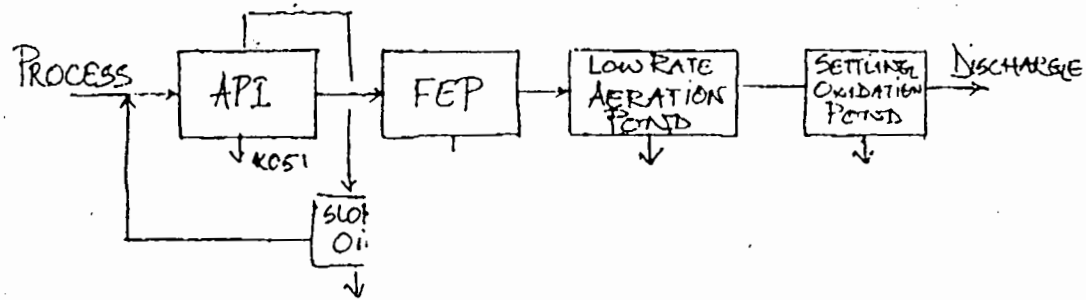 PROCESS
API
FEP
LOW RATE
AERATION
POND
SETTLING
OXIDATION
POND
DISCHARGE
K051
SLOP
Oil